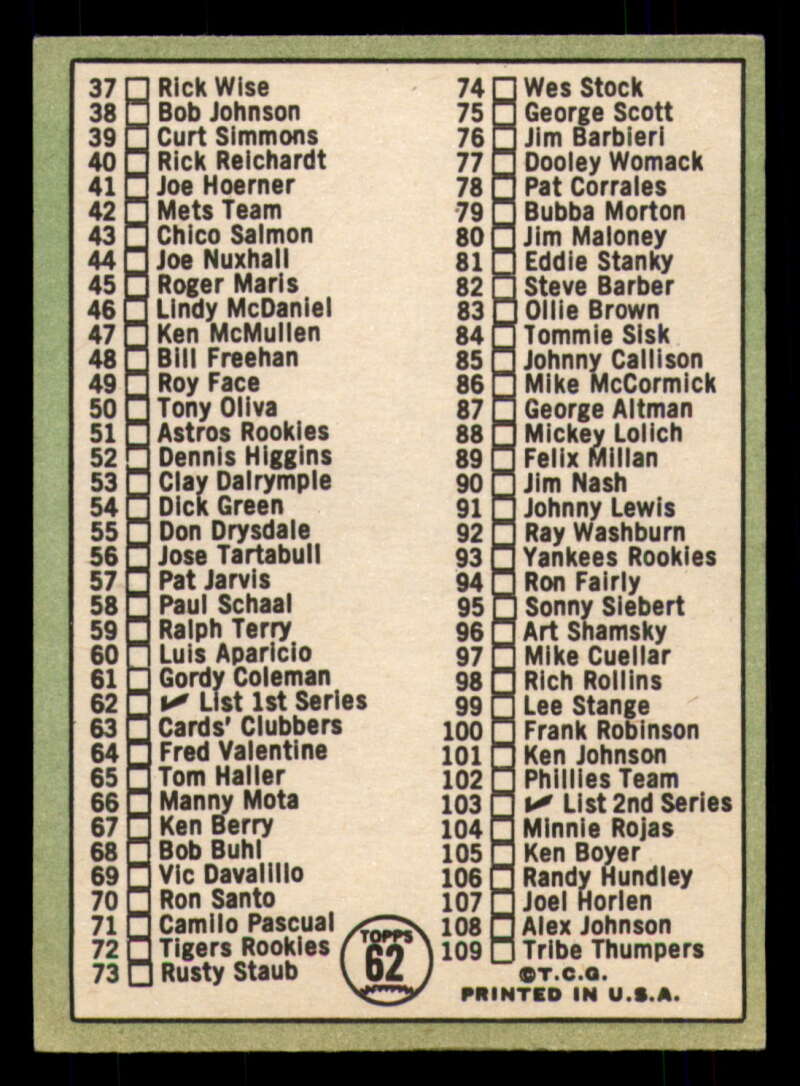 37 Rick Wise
38 Bob Johnson
39 Curt Simmons
40 Rick Reichardt
41 Joe Hoerner
42 Mets Team
43 Chico Salmon
44 Joe Nuxhall
45 Roger Maris
46 Lindy McDaniel
47 Ken McMullen
48 Bill Freehan
49 Roy Face
50 Tony Oliva
51 Astros Rookies
52 Dennis Higgins
53 Clay Dalrymple
54 Dick Green
55 Don Drysdale
56 Jose Tartabull
57 Pat Jarvis
58 Paul Schaal
59 Ralph Terry
60 Luis Aparicio
61 Gordy Coleman
62 ✓ List 1st Series
63 Cards' Clubbers
64 Fred Valentine
65 Tom Haller
66 Manny Mota
67 Ken Berry
68 Bob Buhl
69 Vic Davalillo
70 Ron Santo
71 Camilo Pascual
72 Tigers Rookies
73 Rusty Staub
TOPPS
62
74 Wes Stock
75 George Scott
76 Jim Barbieri
77 Dooley Womack
78 Pat Corrales
79 Bubba Morton
80 Jim Maloney
81 Eddie Stanky
82 Steve Barber
83 Ollie Brown
84 Tommie Sisk
85 Johnny Callison
86 Mike McCormick
87 George Altman
88 Mickey Lolich
89 Felix Millan
90 Jim Nash
91 Johnny Lewis
92 Ray Washburn
93 Yankees Rookies
94 Ron Fairly
95 Sonny Siebert
96 Art Shamsky
97 Mike Cuellar
98 Rich Rollins
99 Lee Stange
100 Frank Robinson
101 Ken Johnson
102 Phillies Team
103 ✓ List 2nd Series
104 Minnie Rojas
105 Ken Boyer
106 Randy Hundley
107 Joel Horlen
108 Alex Johnson
109 Tribe Thumpers
©T.C.G.
PRINTED IN U.S.A.